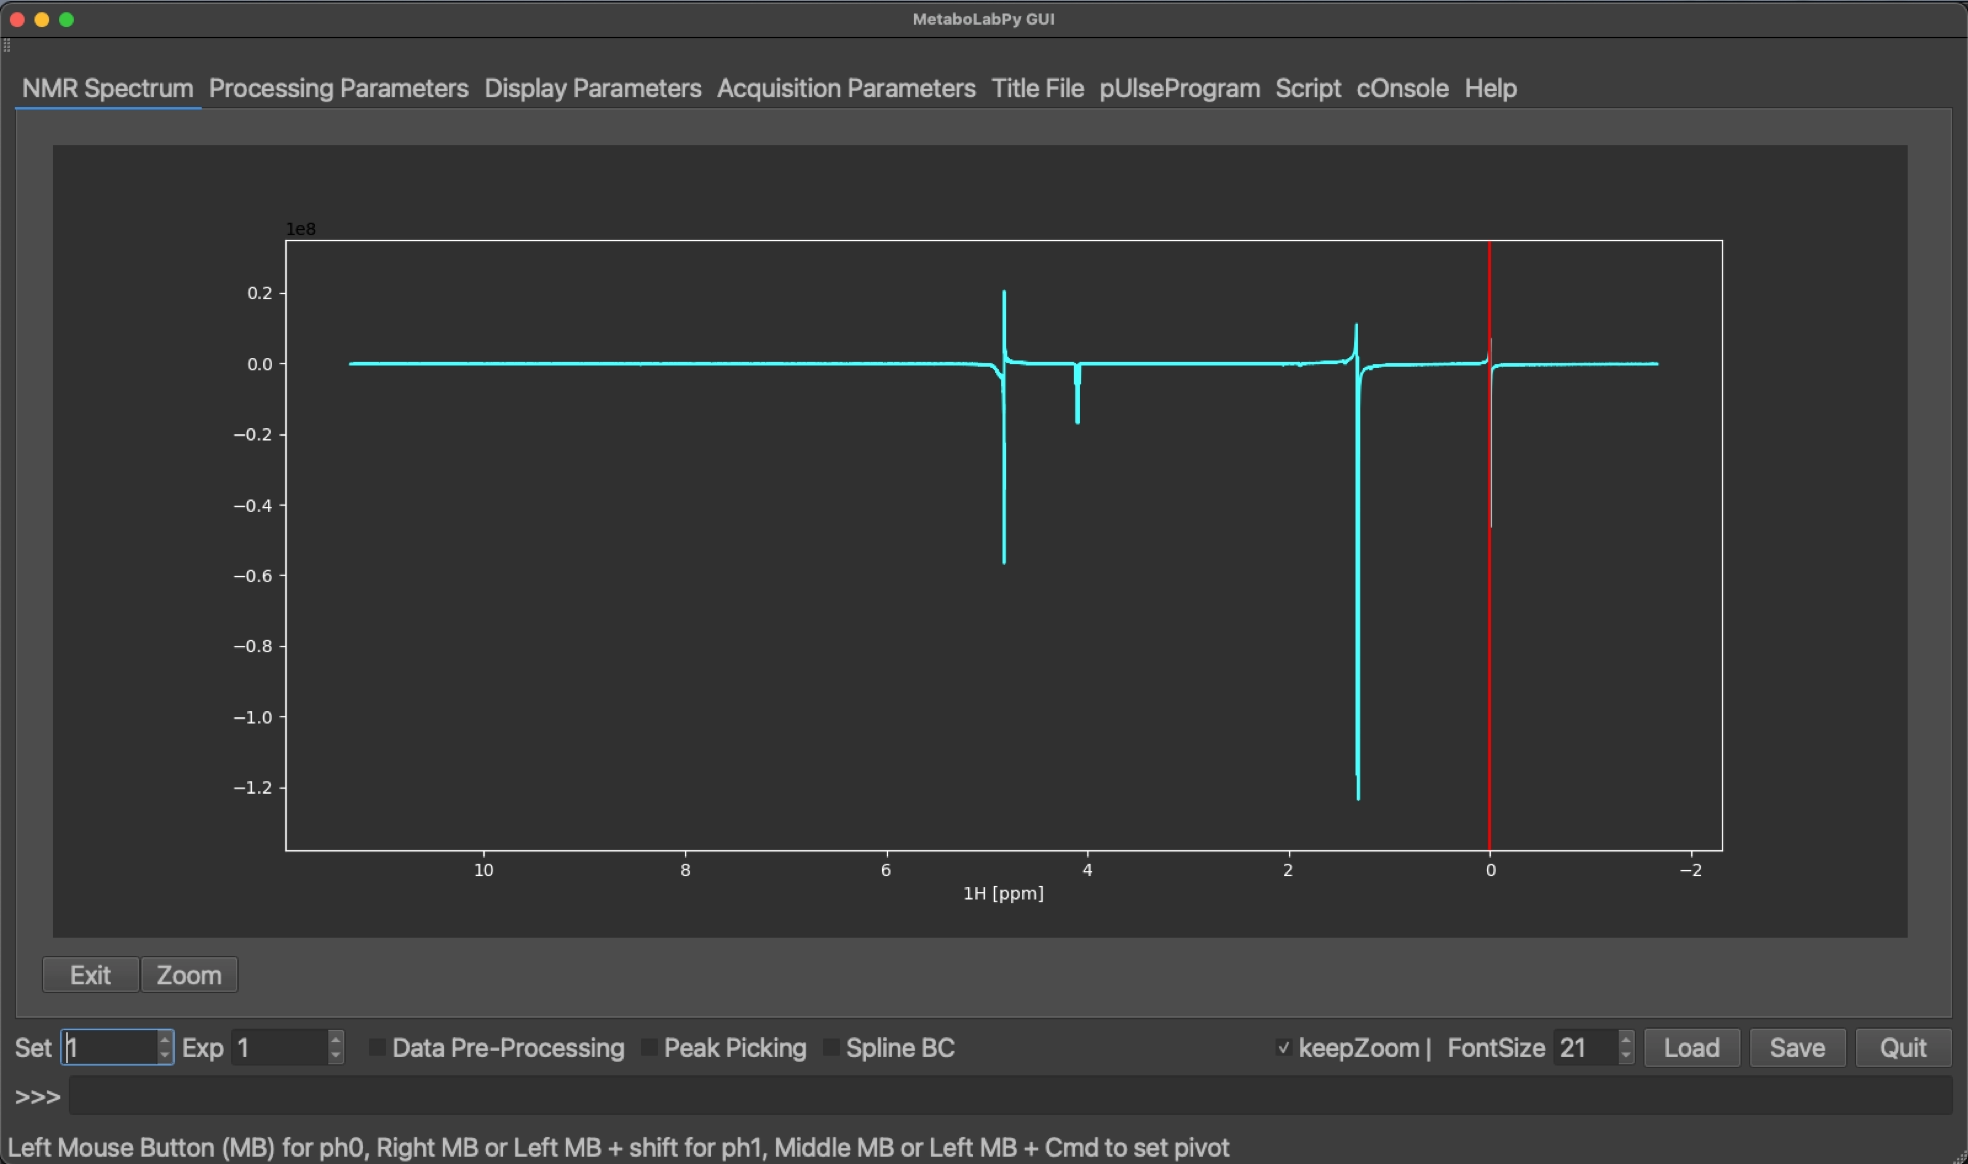 MetaboLabPy GUI
NMR Spectrum Processing Parameters Display Parameters Acquisition Parameters Title File pUlseProgram Script cOnsole Help
1e8
0.2
0.0
−0.2
−0.4
−0.6
−0.8
−1.0
−1.2
10 8 6 4 2 0 −2
1H [ppm]
Exit Zoom
Set 1 Exp 1 Data Pre-Processing Peak Picking Spline BC keepZoom | FontSize 21 Load Save Quit
>>>
Left Mouse Button (MB) for ph0, Right MB or Left MB + shift for ph1, Middle MB or Left MB + Cmd to set pivot